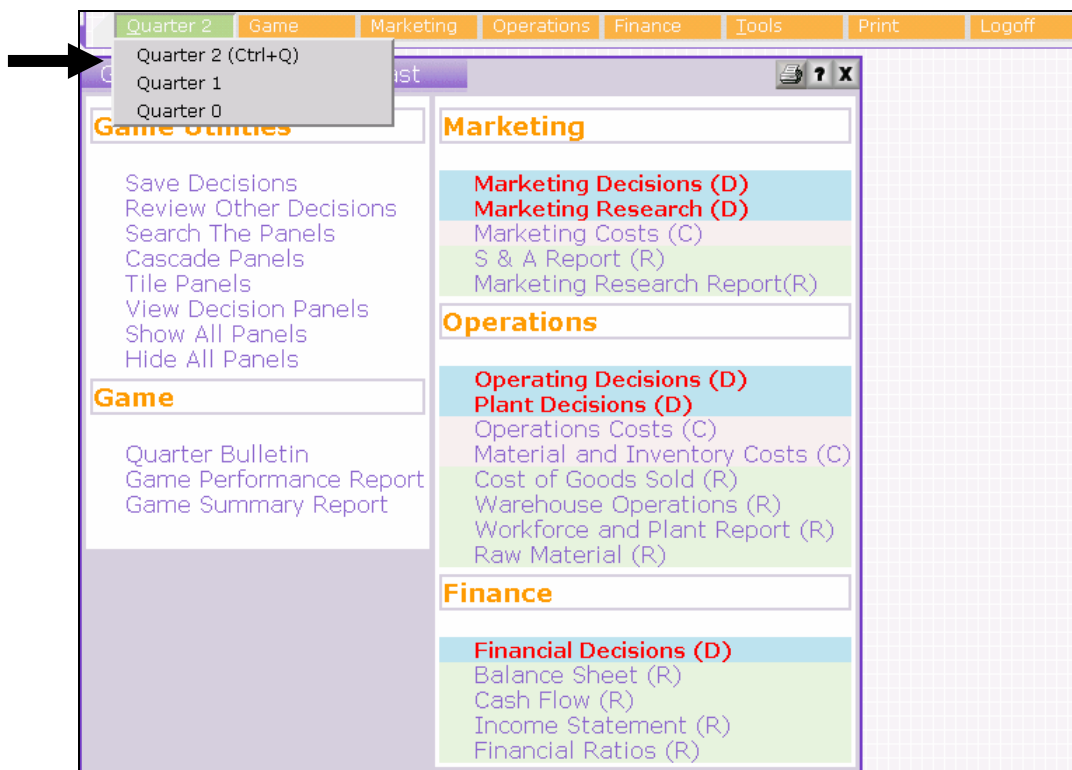 Quarter 2 Game Marketing Operations Finance Tools Print Logoff
Quarter 2 (Ctrl+Q)
Quarter 1
Quarter 0
? X
Game Utilities
Save Decisions
Review Other Decisions
Search The Panels
Cascade Panels
Tile Panels
View Decision Panels
Show All Panels
Hide All Panels
Game
Quarter Bulletin
Game Performance Report
Game Summary Report
Marketing
Marketing Decisions (D)
Marketing Research (D)
Marketing Costs (C)
S & A Report (R)
Marketing Research Report(R)
Operations
Operating Decisions (D)
Plant Decisions (D)
Operations Costs (C)
Material and Inventory Costs (C)
Cost of Goods Sold (R)
Warehouse Operations (R)
Workforce and Plant Report (R)
Raw Material (R)
Finance
Financial Decisions (D)
Balance Sheet (R)
Cash Flow (R)
Income Statement (R)
Financial Ratios (R)